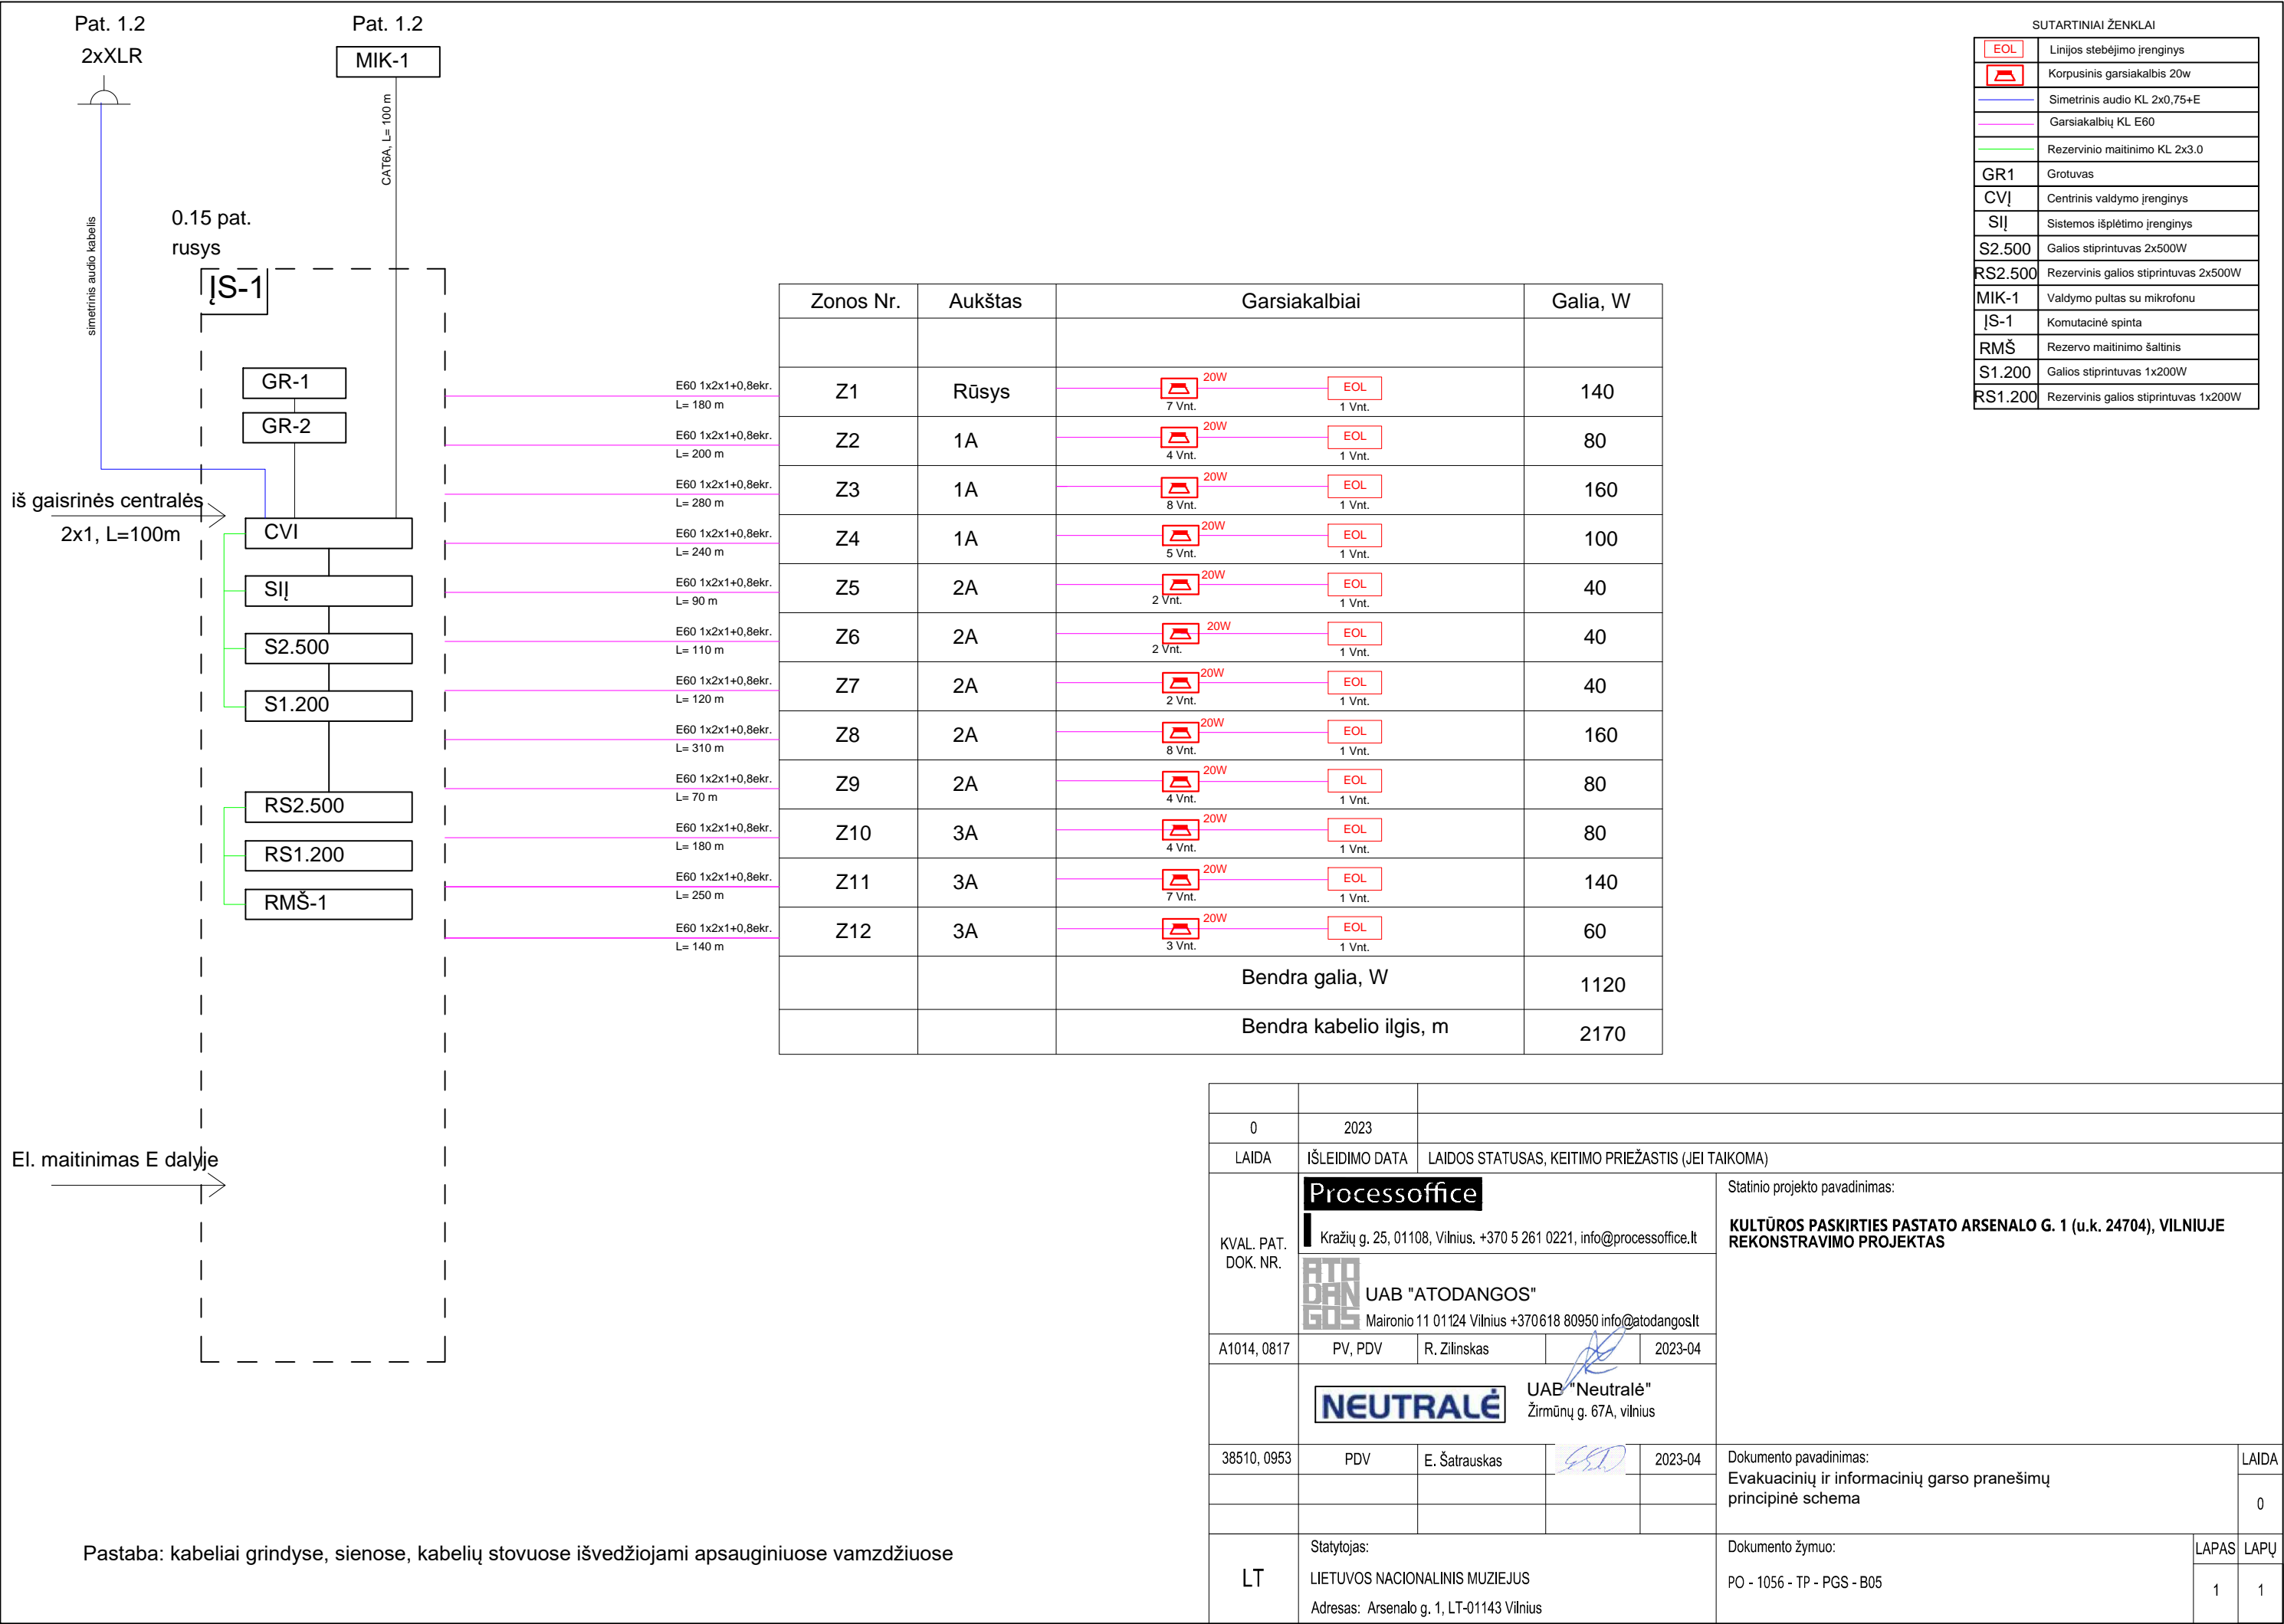 Pat. 1.2
2xXLR
Pat. 1.2
MIK-1
CAT6A, L= 100 m
simetrinis audio kabelis
0.15 pat.
rusys
ĮS-1
GR-1
GR-2
iš gaisrinės centralės
2x1, L=100m
CVI
SIĮ
S2.500
S1.200
RS2.500
RS1.200
RMŠ-1
El. maitinimas E dalyje
Zonos Nr. Aukštas Garsiakalbiai Galia, W
E60 1x2x1+0,8ekr.
L= 180 m
Z1 Rūsys 20W 7 Vnt. EOL 1 Vnt. 140
E60 1x2x1+0,8ekr.
L= 200 m
Z2 1A 20W 4 Vnt. EOL 1 Vnt. 80
E60 1x2x1+0,8ekr.
L= 280 m
Z3 1A 20W 8 Vnt. EOL 1 Vnt. 160
E60 1x2x1+0,8ekr.
L= 240 m
Z4 1A 20W 5 Vnt. EOL 1 Vnt. 100
E60 1x2x1+0,8ekr.
L= 90 m
Z5 2A 20W 2 Vnt. EOL 1 Vnt. 40
E60 1x2x1+0,8ekr.
L= 110 m
Z6 2A 20W 2 Vnt. EOL 1 Vnt. 40
E60 1x2x1+0,8ekr.
L= 120 m
Z7 2A 20W 2 Vnt. EOL 1 Vnt. 40
E60 1x2x1+0,8ekr.
L= 310 m
Z8 2A 20W 8 Vnt. EOL 1 Vnt. 160
E60 1x2x1+0,8ekr.
L= 70 m
Z9 2A 20W 4 Vnt. EOL 1 Vnt. 80
E60 1x2x1+0,8ekr.
L= 180 m
Z10 3A 20W 4 Vnt. EOL 1 Vnt. 80
E60 1x2x1+0,8ekr.
L= 250 m
Z11 3A 20W 7 Vnt. EOL 1 Vnt. 140
E60 1x2x1+0,8ekr.
L= 140 m
Z12 3A 20W 3 Vnt. EOL 1 Vnt. 60
Bendra galia, W 1120
Bendra kabelio ilgis, m 2170
SUTARTINIAI ŽENKLAI
EOL Linijos stebėjimo įrenginys
Korpusinis garsiakalbis 20w
Simetrinis audio KL 2x0,75+E
Garsiakalbių KL E60
Rezervinio maitinimo KL 2x3.0
GR1 Grotuvas
CVĮ Centrinis valdymo įrenginys
SIĮ Sistemos išplėtimo įrenginys
S2.500 Galios stiprintuvas 2x500W
RS2.500 Rezervinis galios stiprintuvas 2x500W
MIK-1 Valdymo pultas su mikrofonu
ĮS-1 Komutacinė spinta
RMŠ Rezervo maitinimo šaltinis
S1.200 Galios stiprintuvas 1x200W
RS1.200 Rezervinis galios stiprintuvas 1x200W
0 2023
LAIDA IŠLEIDIMO DATA LAIDOS STATUSAS, KEITIMO PRIEŽASTIS (JEI TAIKOMA)
KVAL. PAT.
DOK. NR.
Processoffice
Kražių g. 25, 01108, Vilnius, +370 5 261 0221, info@processoffice.lt
ATO
DAN
GOS
UAB "ATODANGOS"
Maironio 11 01124 Vilnius +370618 80950 info@atodangos.lt
Statinio projekto pavadinimas:
KULTŪROS PASKIRTIES PASTATO ARSENALO G. 1 (u.k. 24704), VILNIUJE
REKONSTRAVIMO PROJEKTAS
A1014, 0817 PV, PDV R. Zilinskas 2023-04
NEUTRALĖ
UAB "Neutralė"
Žirmūnų g. 67A, vilnius
38510, 0953 PDV E. Šatrauskas 2023-04
Dokumento pavadinimas:
Evakuacinių ir informacinių garso pranešimų
principinė schema
LAIDA
0
LT
Statytojas:
LIETUVOS NACIONALINIS MUZIEJUS
Adresas: Arsenalo g. 1, LT-01143 Vilnius
Dokumento žymuo:
PO - 1056 - TP - PGS - B05
LAPAS LAPŲ
1 1
Pastaba: kabeliai grindyse, sienose, kabelių stovuose išvedžiojami apsauginiuose vamzdžiuose